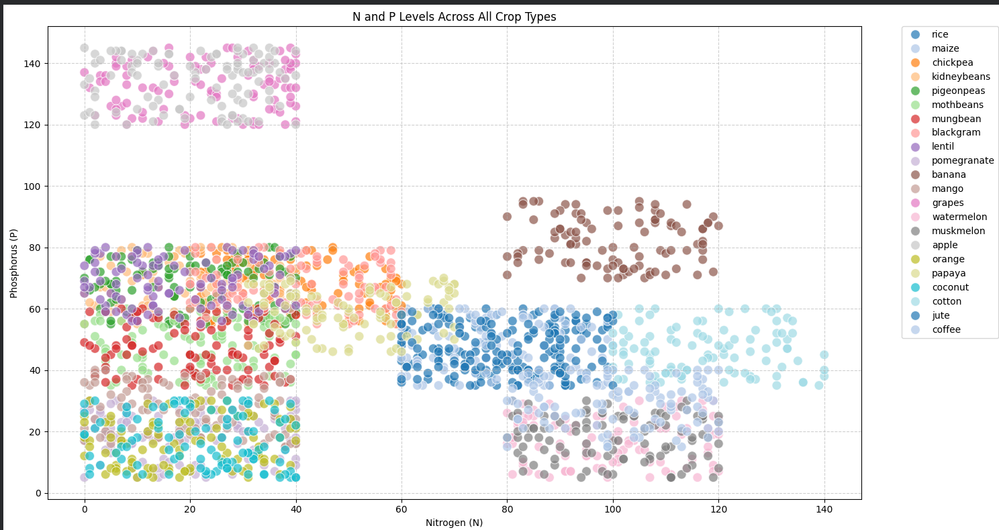 N and P Levels Across All Crop Types
Phosphorus (P)
140
120
100
80
60
40
20
0
0 20 40 60 80 100 120 140
Nitrogen (N)
rice
maize
chickpea
kidneybeans
pigeonpeas
mothbeans
mungbean
blackgram
lentil
pomegranate
banana
mango
grapes
watermelon
muskmelon
apple
orange
papaya
coconut
cotton
jute
coffee